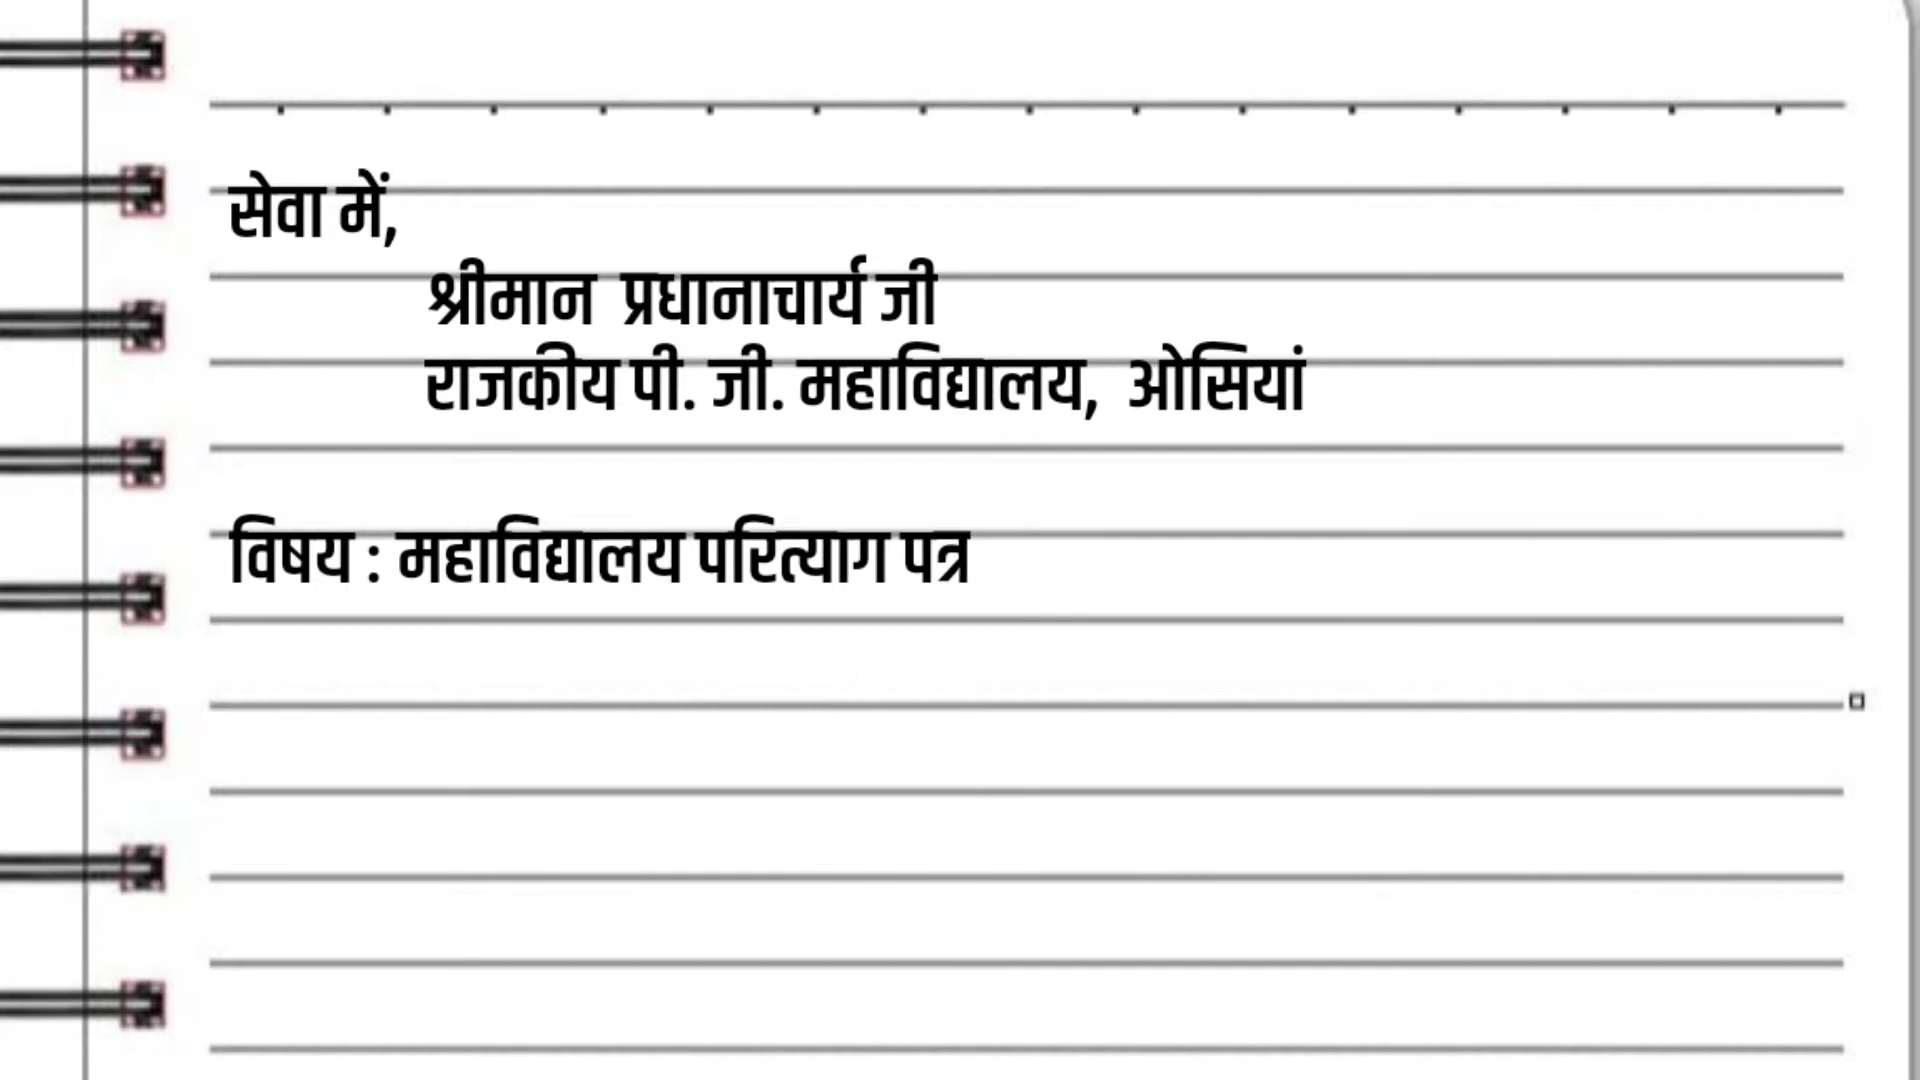 सेवा में,
श्रीमान प्रधानाचार्य जी
राजकीय पी. जी. महाविद्यालय, ओसियां
विषय : महाविद्यालय परित्याग पत्र